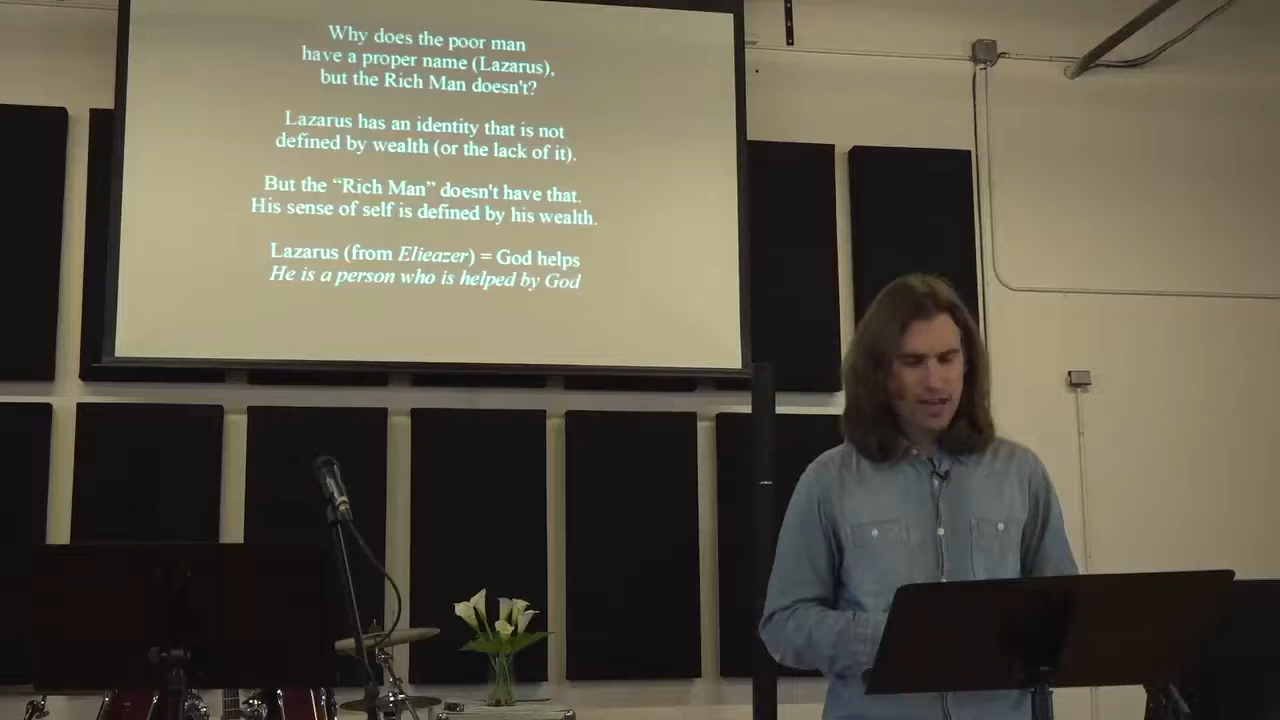 Why does the poor man
have a proper name (Lazarus),
but the Rich Man doesn't?
Lazarus has an identity that is not
defined by wealth (or the lack of it).
But the “Rich Man” doesn't have that.
His sense of self is defined by his wealth.
Lazarus (from Elieazer) = God helps
He is a person who is helped by God